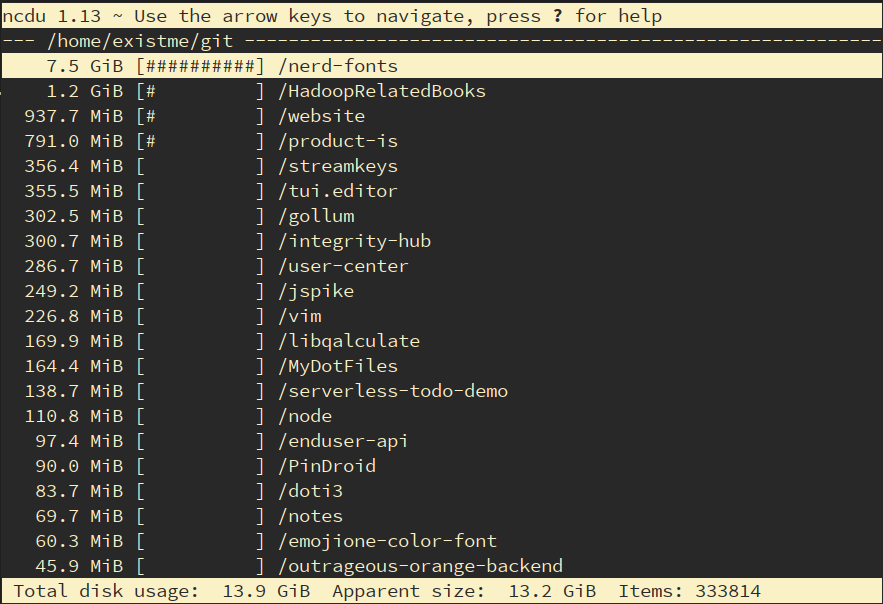 ncdu 1.13 ~ Use the arrow keys to navigate, press ? for help
--- /home/existme/git ----------------------------------------------------------
    7.5 GiB [##########] /nerd-fonts
    1.2 GiB [#         ] /HadoopRelatedBooks
  937.7 MiB [#         ] /website
  791.0 MiB [#         ] /product-is
  356.4 MiB [          ] /streamkeys
  355.5 MiB [          ] /tui.editor
  302.5 MiB [          ] /gollum
  300.7 MiB [          ] /integrity-hub
  286.7 MiB [          ] /user-center
  249.2 MiB [          ] /jspike
  226.8 MiB [          ] /vim
  169.9 MiB [          ] /libqalculate
  164.4 MiB [          ] /MyDotFiles
  138.7 MiB [          ] /serverless-todo-demo
  110.8 MiB [          ] /node
   97.4 MiB [          ] /enduser-api
   90.0 MiB [          ] /PinDroid
   83.7 MiB [          ] /doti3
   69.7 MiB [          ] /notes
   60.3 MiB [          ] /emojione-color-font
   45.9 MiB [          ] /outrageous-orange-backend
 Total disk usage:  13.9 GiB  Apparent size:  13.2 GiB  Items: 333814